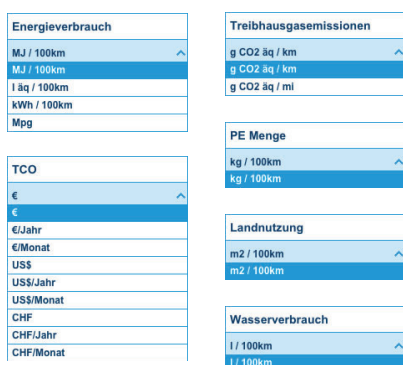 Energieverbrauch
MJ / 100km
MJ / 100km
l äq / 100km
kWh / 100km
Mpg
TCO
€
€
€/Jahr
€/Monat
US$
US$/Jahr
US$/Monat
CHF
CHF/Jahr
CHF/Monat
Treibhausgasemissionen
g CO2 äq / km
g CO2 äq / km
g CO2 äq / mi
PE Menge
kg / 100km
kg / 100km
Landnutzung
m2 / 100km
m2 / 100km
Wasserverbrauch
l / 100km
l / 100km